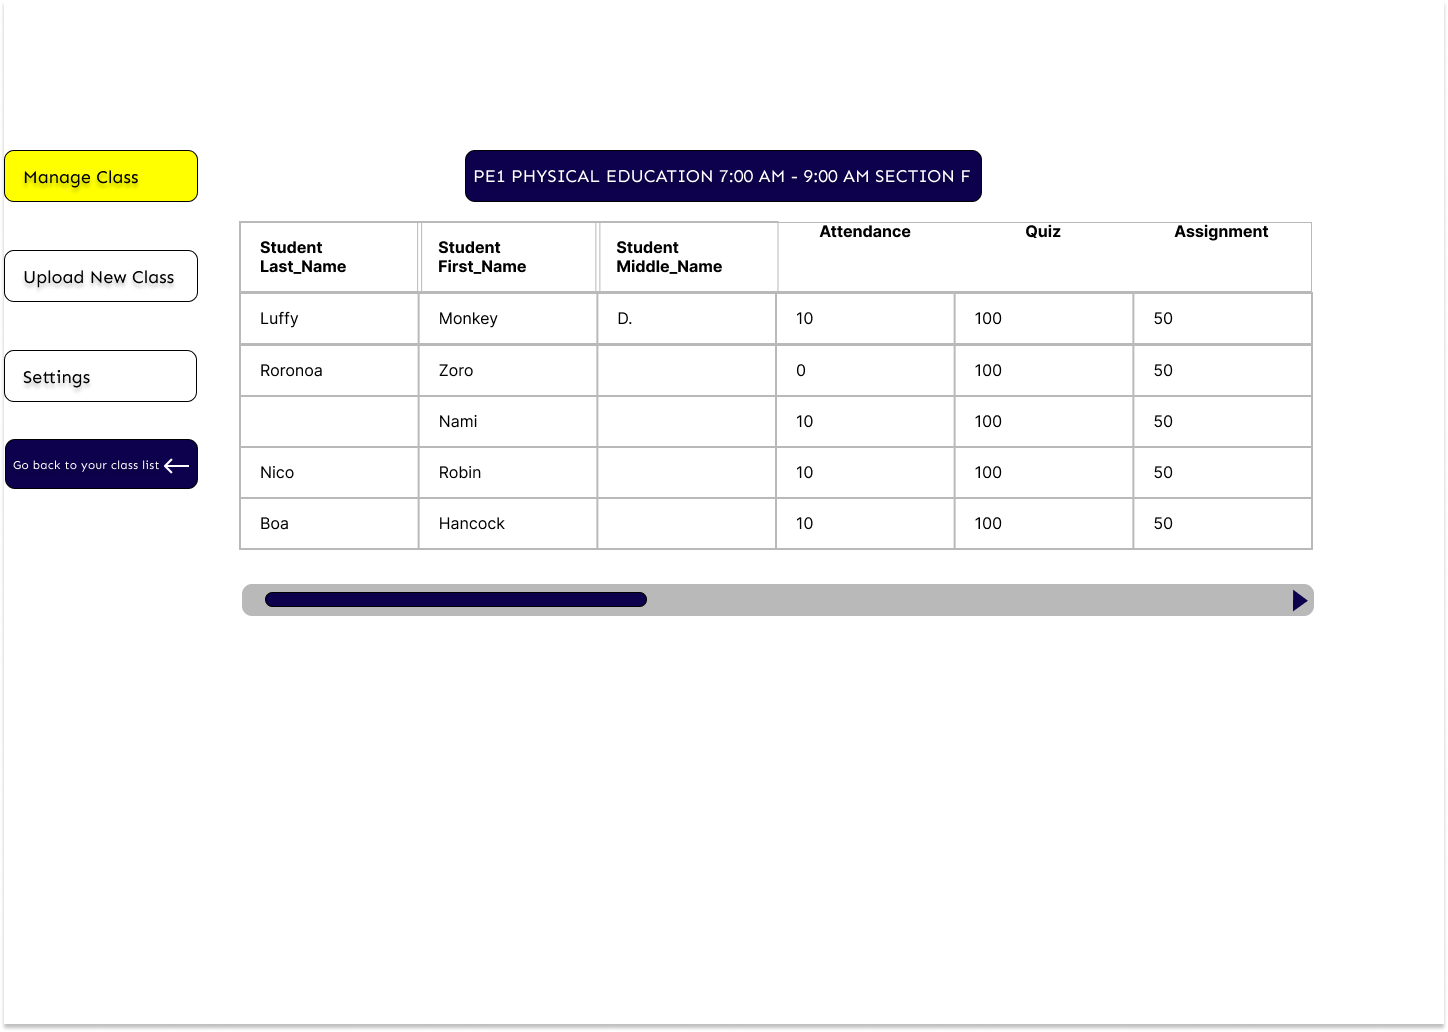 Manage Class
Upload New Class
Settings
Go back to your class list
PE1 PHYSICAL EDUCATION 7:00 AM - 9:00 AM SECTION F
Student Last_Name Student First_Name Student Middle_Name Attendance Quiz Assignment
Luffy Monkey D. 10 100 50
Roronoa Zoro 0 100 50
Nami 10 100 50
Nico Robin 10 100 50
Boa Hancock 10 100 50